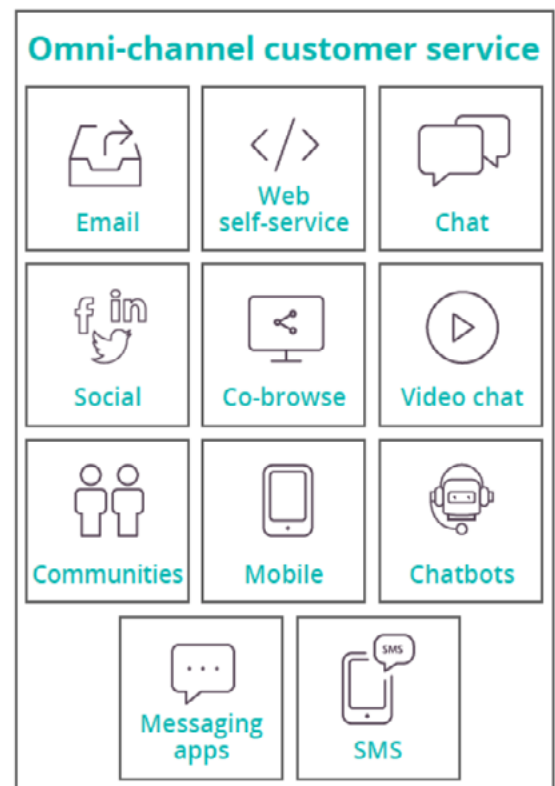 Omni-channel customer service
Email
Web
self-service
Chat
f in
Social
Co-browse
Video chat
Communities
Mobile
Chatbots
Messaging
apps
SMS
SMS